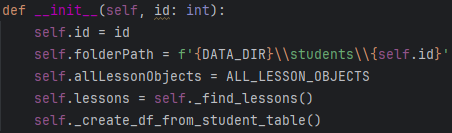 def __init__(self, id: int):
    self.id = id
    self.folderPath = f'{DATA_DIR}\\students\\{self.id}'
    self.allLessonObjects = ALL_LESSON_OBJECTS
    self.lessons = self._find_lessons()
    self._create_df_from_student_table()